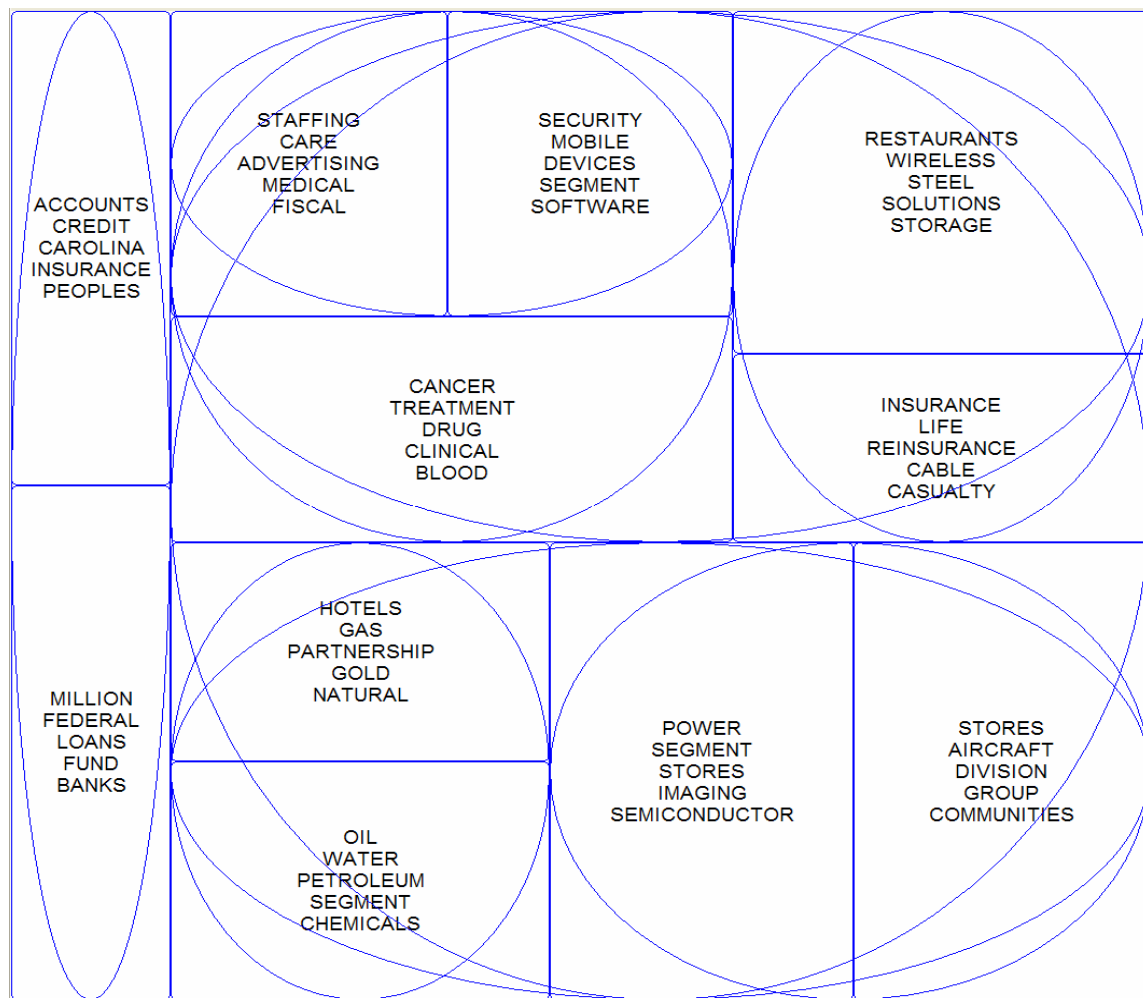 ACCOUNTS
CREDIT
CAROLINA
INSURANCE
PEOPLES
STAFFING
CARE
ADVERTISING
MEDICAL
FISCAL
SECURITY
MOBILE
DEVICES
SEGMENT
SOFTWARE
RESTAURANTS
WIRELESS
STEEL
SOLUTIONS
STORAGE
CANCER
TREATMENT
DRUG
CLINICAL
BLOOD
INSURANCE
LIFE
REINSURANCE
CABLE
CASUALTY
MILLION
FEDERAL
LOANS
FUND
BANKS
HOTELS
GAS
PARTNERSHIP
GOLD
NATURAL
OIL
WATER
PETROLEUM
SEGMENT
CHEMICALS
POWER
SEGMENT
STORES
IMAGING
SEMICONDUCTOR
STORES
AIRCRAFT
DIVISION
GROUP
COMMUNITIES